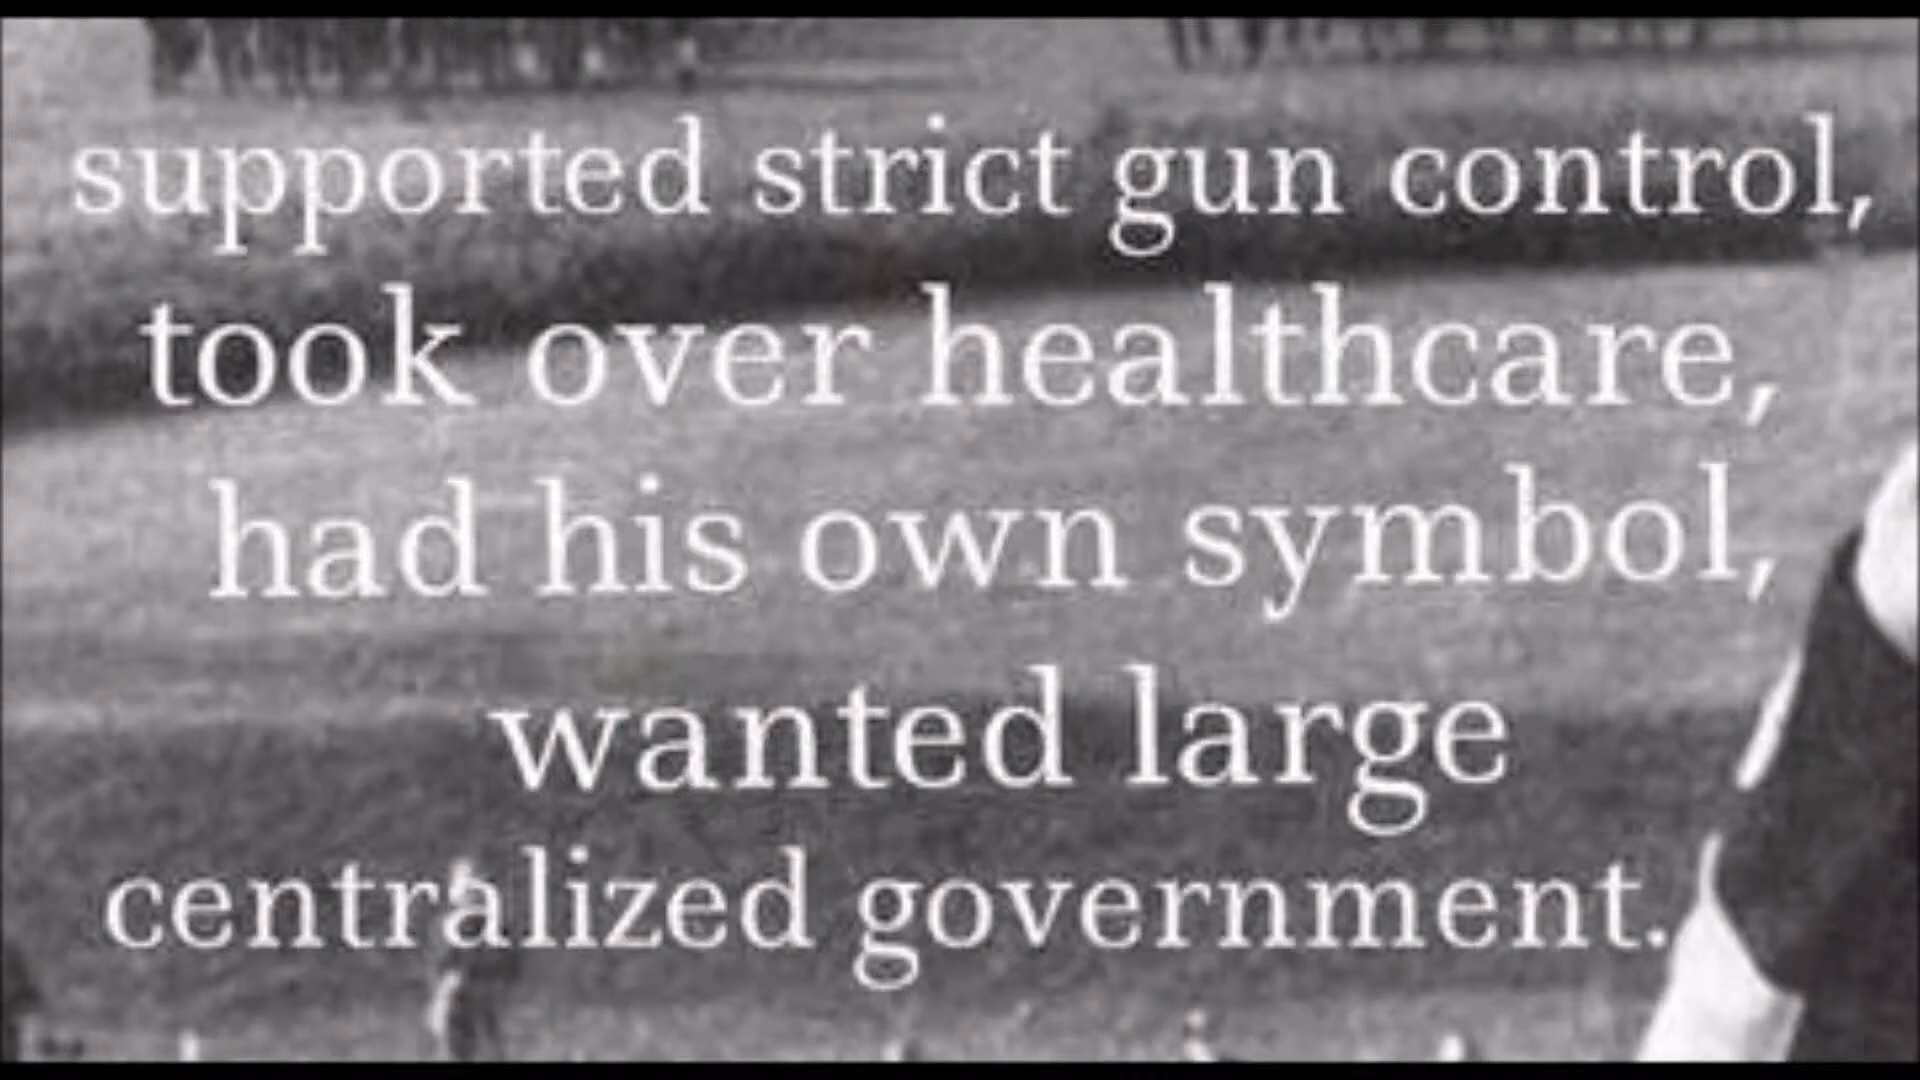 supported strict gun control,
took over healthcare,
had his own symbol,
wanted large
centralized government.